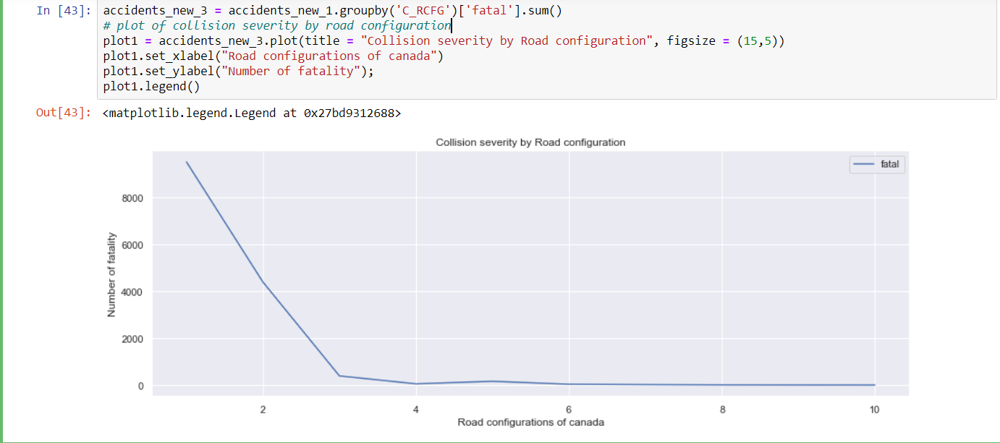 In [43]: accidents_new_3 = accidents_new_1.groupby('C_RCFG')['fatal'].sum()
# plot of collision severity by road configuration
plot1 = accidents_new_3.plot(title = "Collision severity by Road configuration", figsize = (15,5))
plot1.set_xlabel("Road configurations of canada")
plot1.set_ylabel("Number of fatality");
plot1.legend()
Out[43]: <matplotlib.legend.Legend at 0x27bd9312688>
Collision severity by Road configuration
fatal
8000
6000
4000
2000
0
Number of fatality
2 4 6 8 10
Road configurations of canada